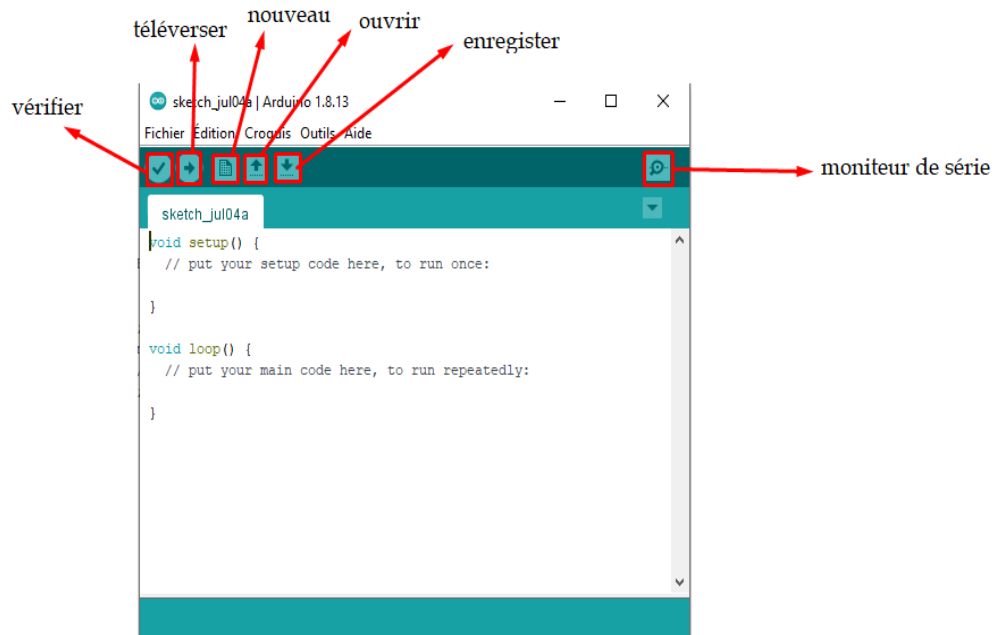 nouveau
ouvrir
téléverser
enregister
vérifier
sketch_jul04a | Arduino 1.8.13
Fichier Édition Croquis Outils Aide
moniteur de série
sketch_jul04a
void setup() {
// put your setup code here, to run once:
}
void loop() {
// put your main code here, to run repeatedly:
}